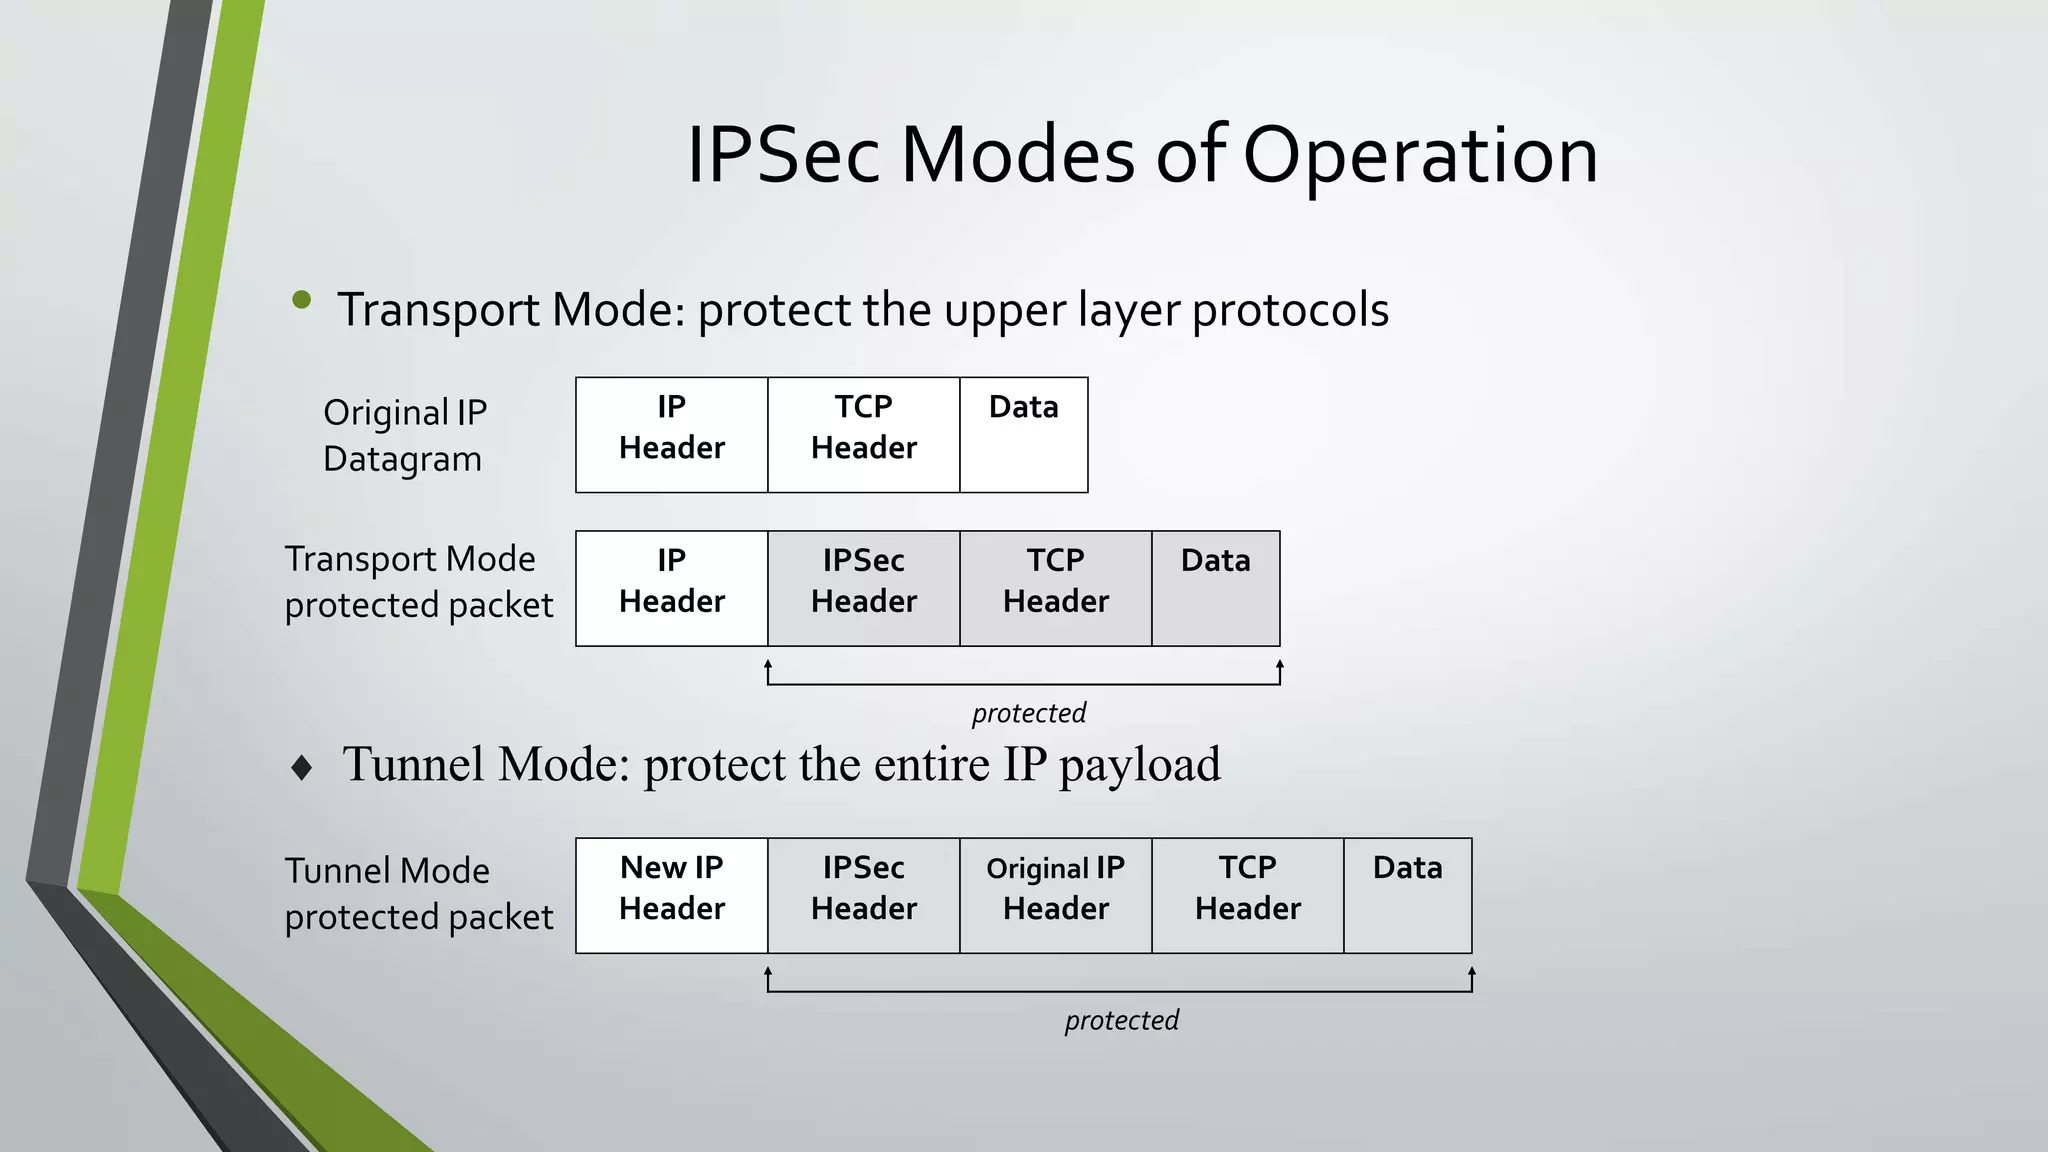 IPSec Modes of Operation
• Transport Mode: protect the upper layer protocols
Original IP
Datagram
IP
Header
TCP
Header
Data
Transport Mode
protected packet
IP
Header
IPSec
Header
TCP
Header
Data
protected
♦ Tunnel Mode: protect the entire IP payload
Tunnel Mode
protected packet
New IP
Header
IPSec
Header
Original IP
Header
TCP
Header
Data
protected